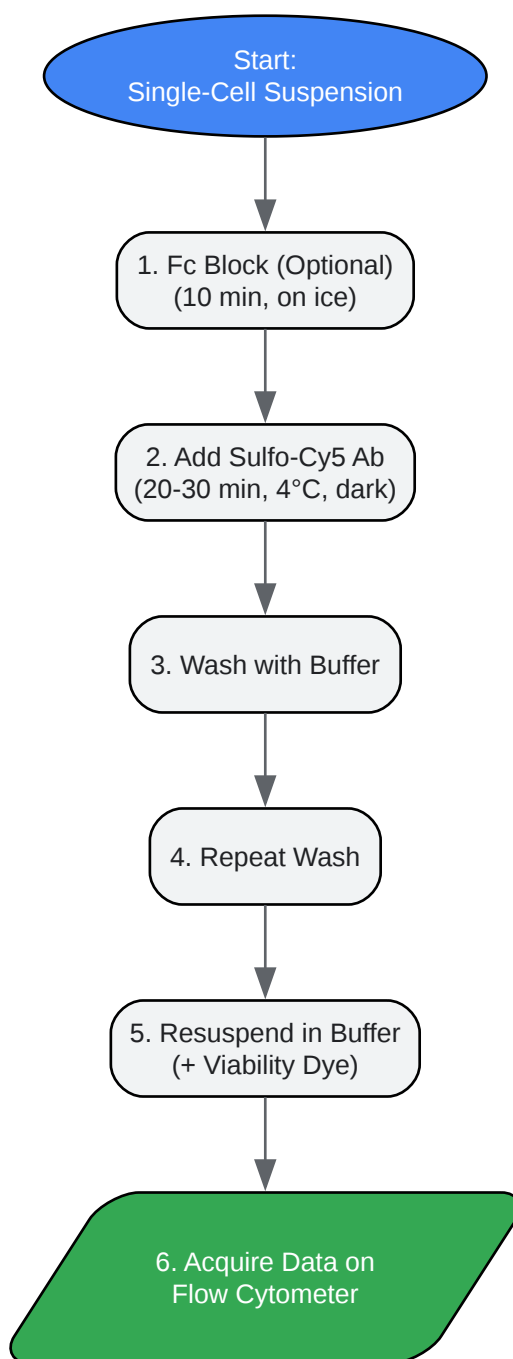 Start:
Single-Cell Suspension
1. Fc Block (Optional)
(10 min, on ice)
2. Add Sulfo-Cy5 Ab
(20-30 min, 4°C, dark)
3. Wash with Buffer
4. Repeat Wash
5. Resuspend in Buffer
(+ Viability Dye)
6. Acquire Data on
Flow Cytometer